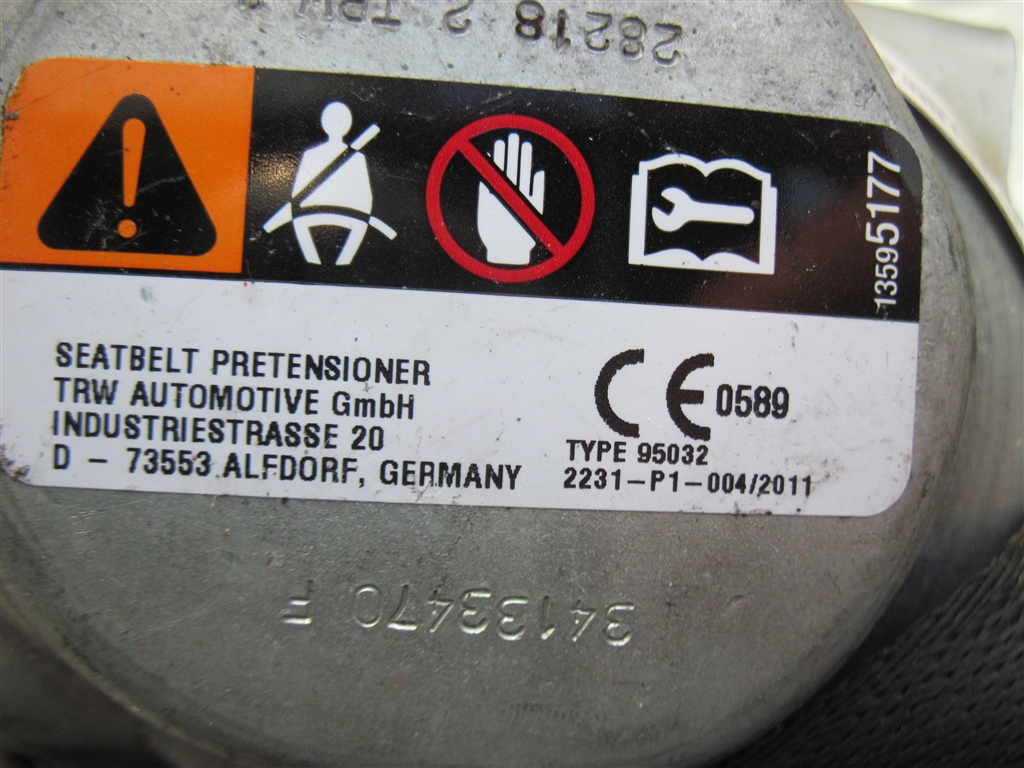 28218 2 TRW
13595177
SEATBELT PRETENSIONER
TRW AUTOMOTIVE GmbH
INDUSTRIESTRASSE 20
D – 73553 ALFDORF, GERMANY
CE 0589
TYPE 95032
2231–P1–004/2011
34133470 F